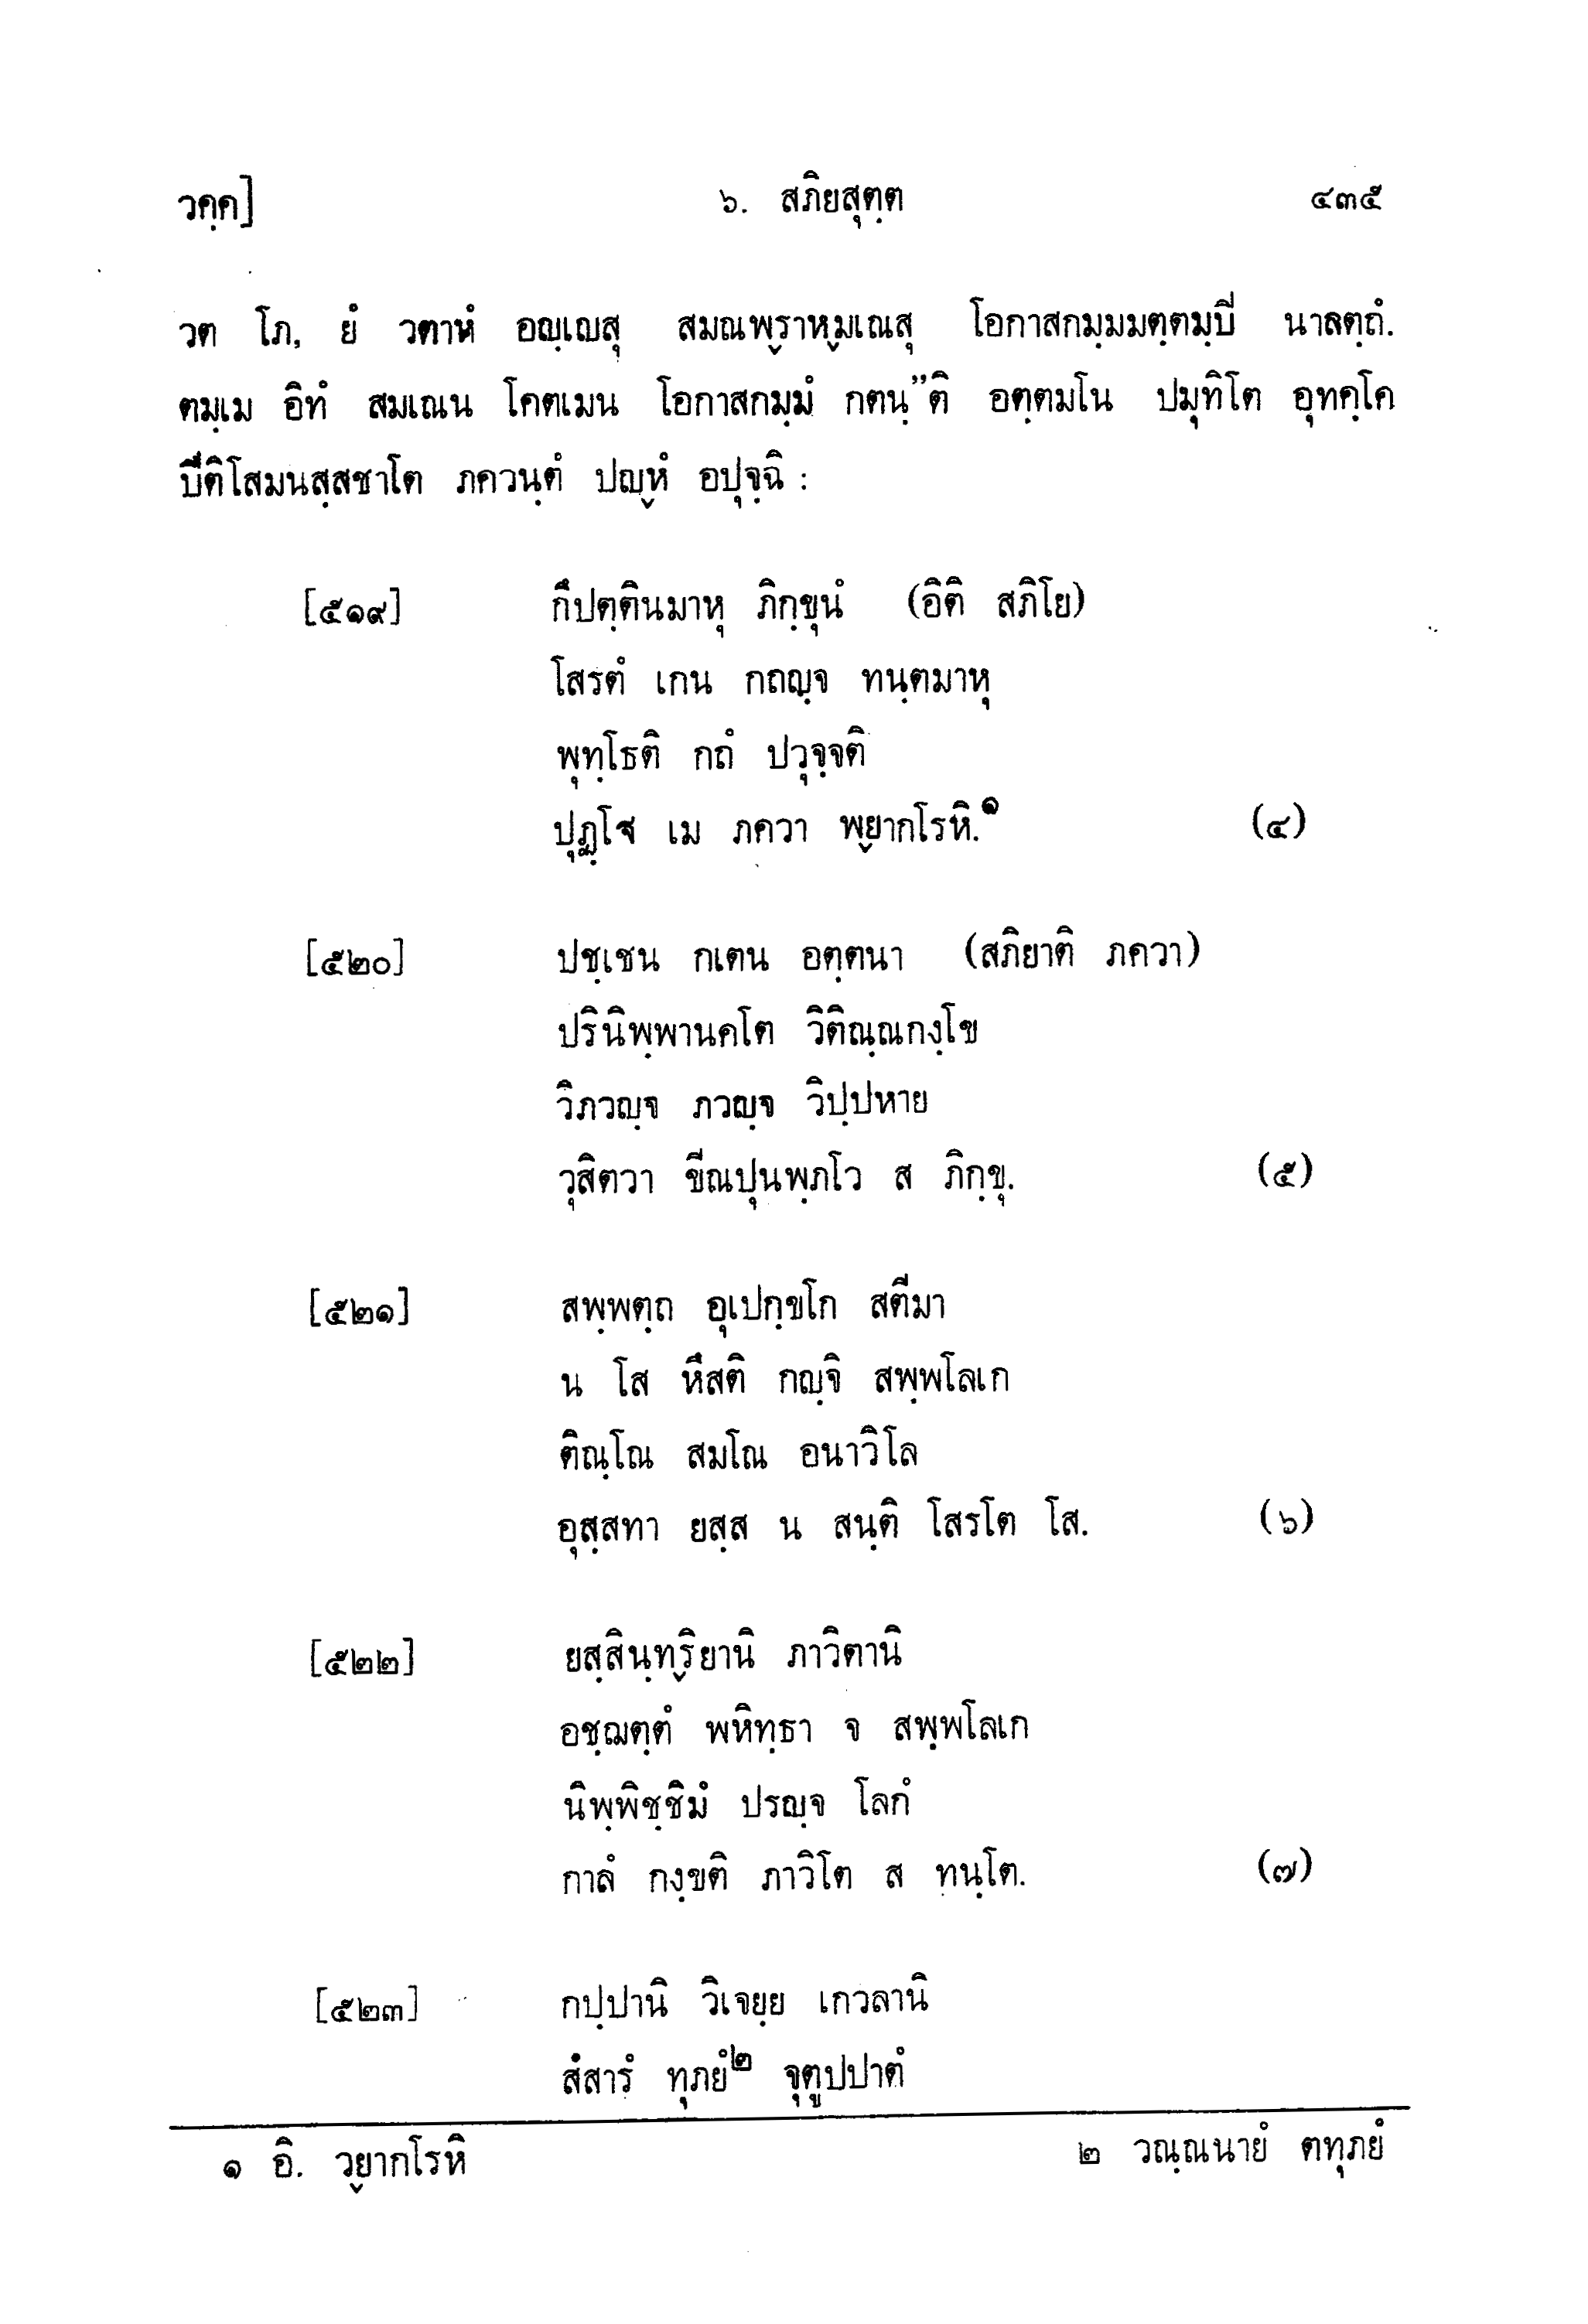 วคฺค]
๖. สภิยสุตฺต
๔๓๕
วต โภ, ยํ วตาหํ อญฺเญสุ สมณพ๎ราห๎มเณสุ โอกาสกมฺมมตฺตมฺปิ นาลตฺถํ.
ตมฺเม อิทํ สมเณน โคตเมน โอกาสกมฺมํ กตนฺ”ติ อตฺตมโน ปมุทิโต อุทคฺโค
ปีติโสมนสฺสชาโต ภควนฺตํ ปญ๎หํ อปุจฺฉิ :
[๕๑๙] กึปตฺตินมาหุ ภิกฺขุนํ (อิติ สภิโย)
โสรตํ เกน กถญฺจ ทนฺตมาหุ
พุทฺโธติ กถํ ปวุจฺจติ
ปุฏฺโฐ เม ภควา พ๎ยากโรหิ.๑ (๔)
[๕๒๐] ปชฺเชน กเตน อตฺตนา (สภิยาติ ภควา)
ปรินิพฺพานคโต วิติณฺณกงฺโข
วิภวญฺจ ภวญฺจ วิปฺปหาย
วุสิตวา ขีณปุนพฺภโว ส ภิกฺขุ. (๕)
[๕๒๑] สพฺพตฺถ อุเปกฺขโก สตีมา
น โส หึสติ กญฺจิ สพฺพโลเก
ติณฺโณ สมโณ อนาวิโล
อุสฺสทา ยสฺส น สนฺติ โสรโต โส. (๖)
[๕๒๒] ยสฺสินฺท๎ริยานิ ภาวิตานิ
อชฺฌตฺตํ พหิทฺธา จ สพฺพโลเก
นิพฺพิชฺชิมํ ปรญฺจ โลกํ
กาลํ กงฺขติ ภาวิโต ส ทนฺโต. (๗)
[๕๒๓] กปฺปานิ วิเจยฺย เกวลานิ
สํสารํ ทุภยํ๒ จุตูปปาตํ
๑ อิ. ว๎ยากโรหิ
๒ วณฺณนายํ ตทุภยํ